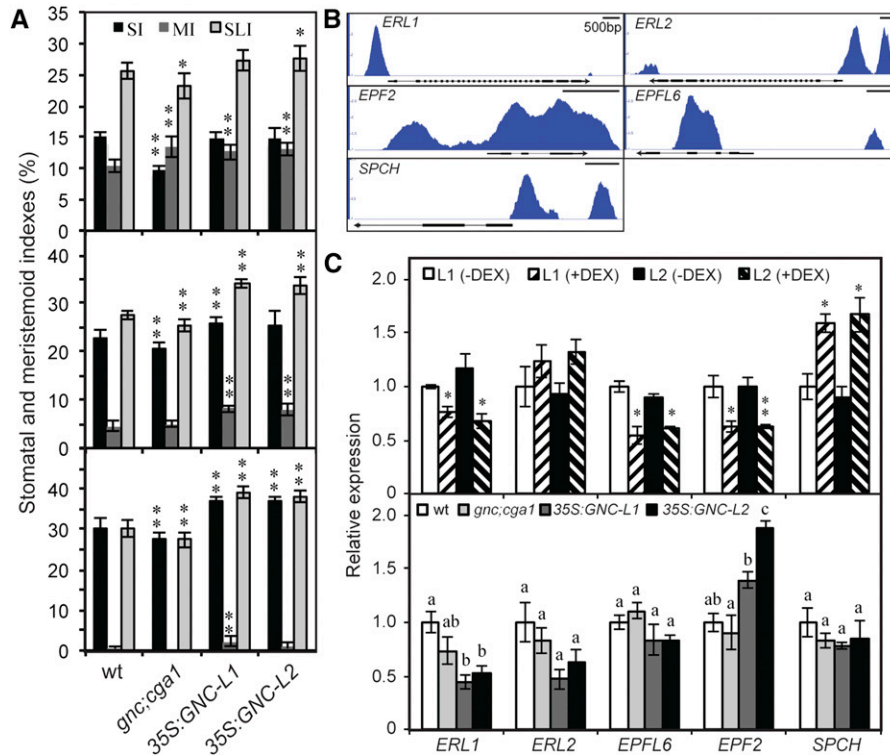 A
SI MI SLI
Stomatal and meristemoid indexes (%)
35
30
25
20
15
10
5
0
** ** * ** ** *
40
30
20
10
0
** ** ** ** ** ** **
40
30
20
10
0
** ** ** ** ** ** **
wt gnc;cga1 35S:GNC-L1 35S:GNC-L2
B
ERL1 500bp ERL2
EPF2 EPFL6
SPCH
C
Relative expression
2.0
1.5
1.0
0.5
0
L1 (-DEX) L1 (+DEX) L2 (-DEX) L2 (+DEX)
* * * * * ** * *
2.0
1.5
1.0
0.5
0
wt gnc;cga1 35S:GNC-L1 35S:GNC-L2
a ab b b a a a a a a a a ab a b c a a a a
ERL1 ERL2 EPFL6 EPF2 SPCH